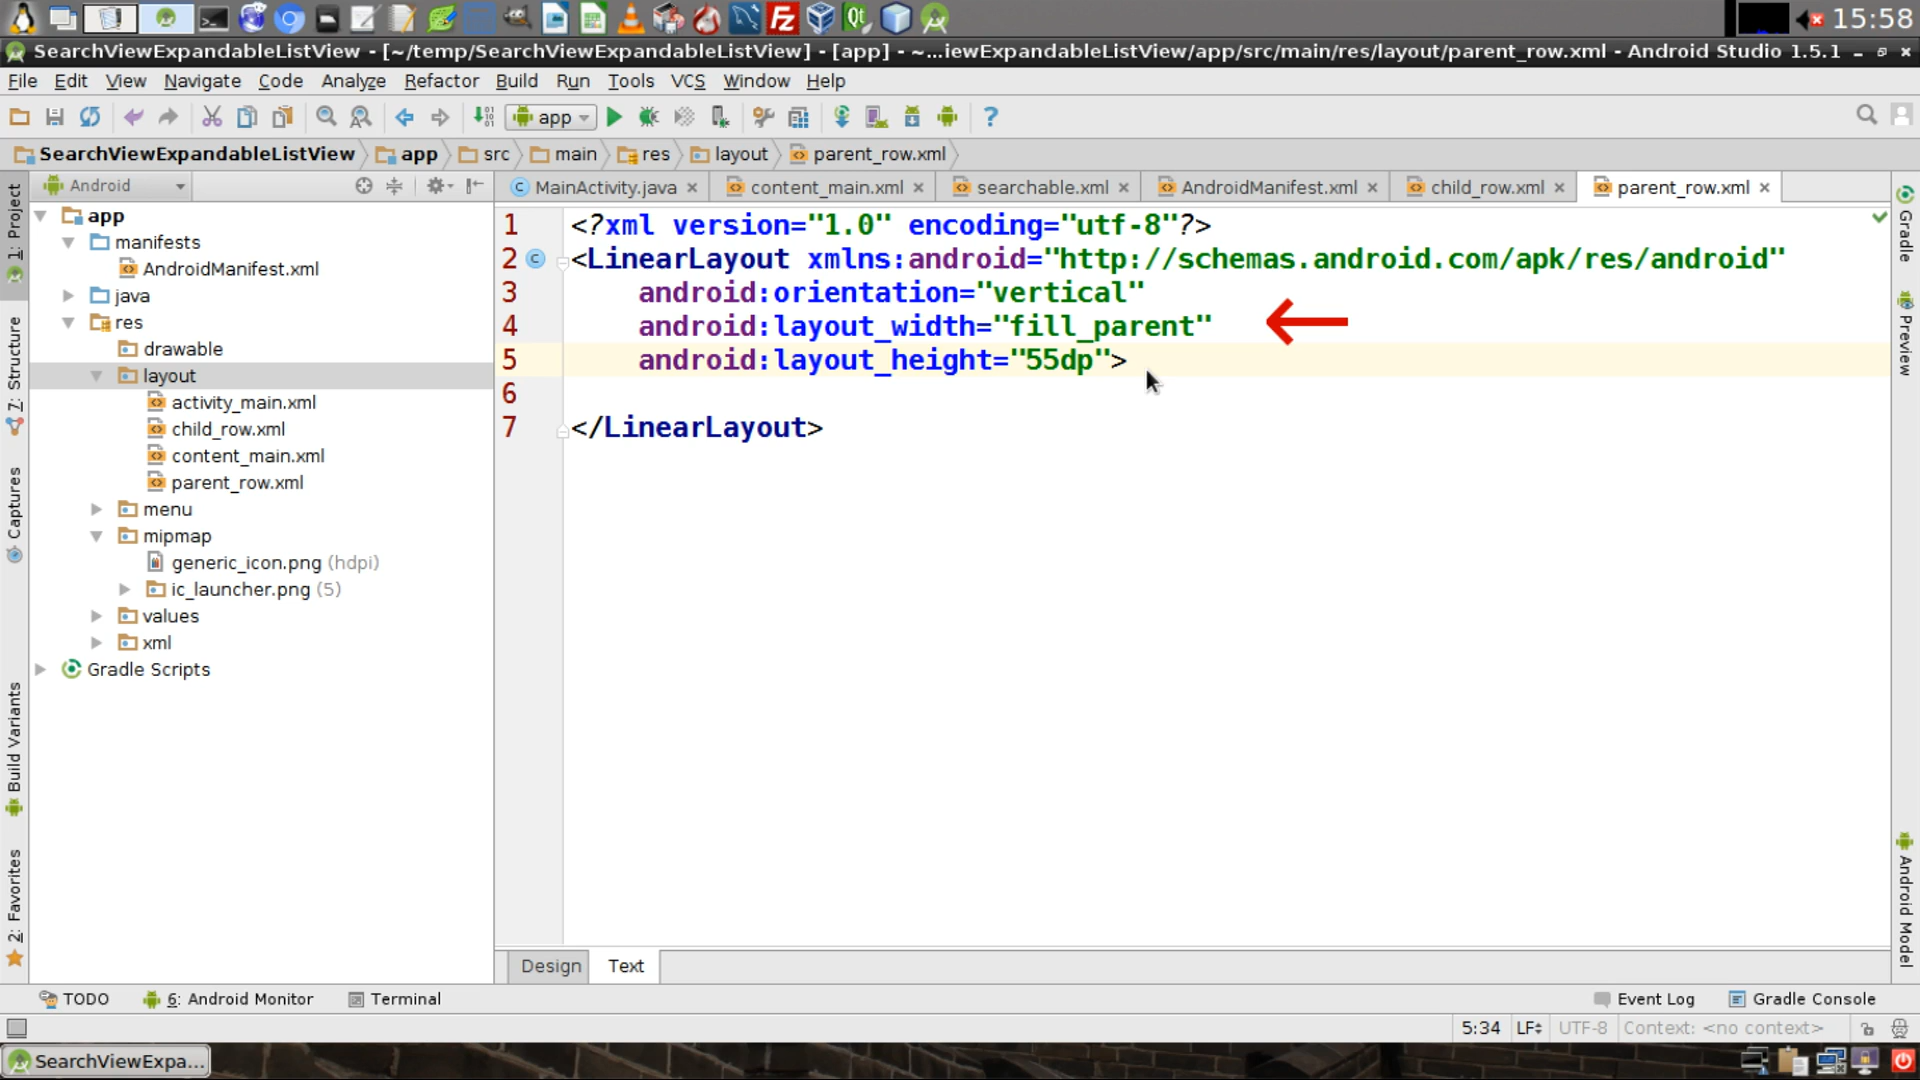 15:58
SearchViewExpandableListView - [~/temp/SearchViewExpandableListView] - [app] - ~...iewExpandableListView/app/src/main/res/layout/parent_row.xml - Android Studio 1.5.1
File Edit View Navigate Code Analyze Refactor Build Run Tools VCS Window Help
app
SearchViewExpandableListView app src main res layout parent_row.xml
Android
MainActivity.java content_main.xml searchable.xml AndroidManifest.xml child_row.xml parent_row.xml
app
manifests
AndroidManifest.xml
java
res
drawable
layout
activity_main.xml
child_row.xml
content_main.xml
parent_row.xml
menu
mipmap
generic_icon.png (hdpi)
ic_launcher.png (5)
values
xml
Gradle Scripts
1 <?xml version="1.0" encoding="utf-8"?>
2 <LinearLayout xmlns:android="http://schemas.android.com/apk/res/android"
3 android:orientation="vertical"
4 android:layout_width="fill_parent"
5 android:layout_height="55dp">
6
7 </LinearLayout>
1: Project
7: Structure
Captures
Build Variants
2: Favorites
Gradle
Preview
Android Model
Design Text
TODO 6: Android Monitor Terminal Event Log Gradle Console
5:34 LF UTF-8 Context: <no context>
SearchViewExpa...